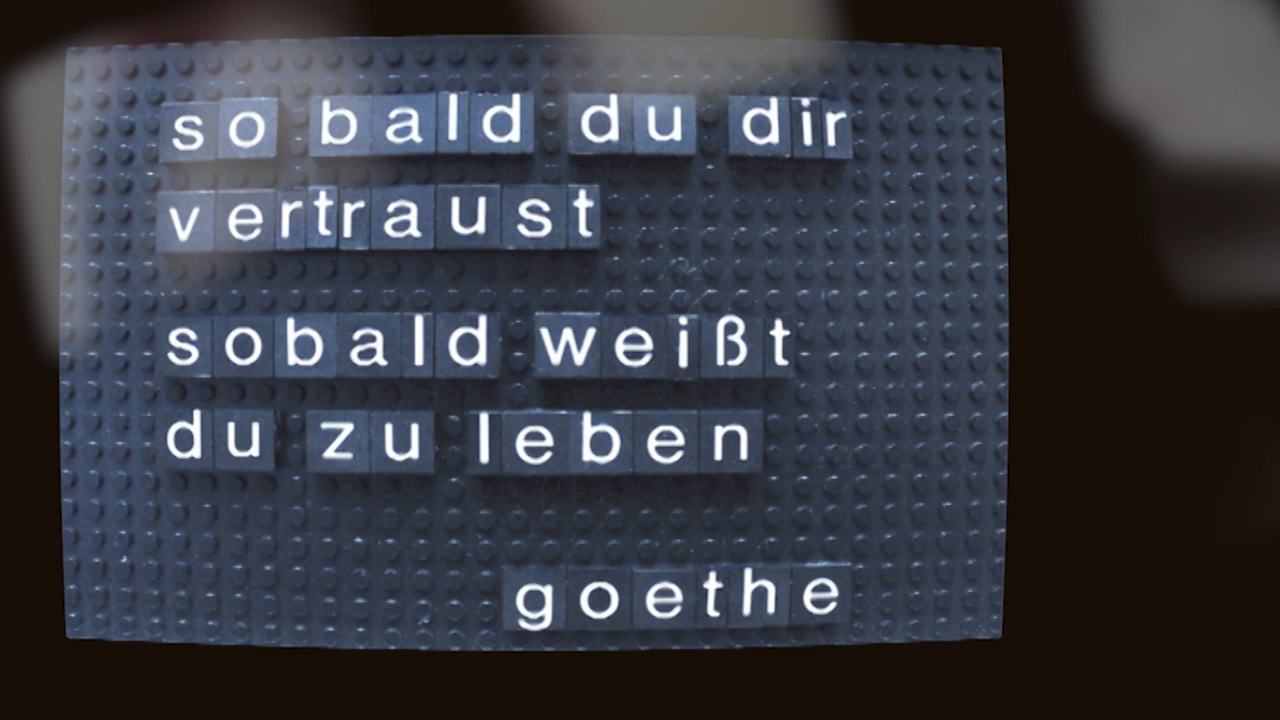 so bald du dir
vertraust
sobald weißt
du zu leben
goethe